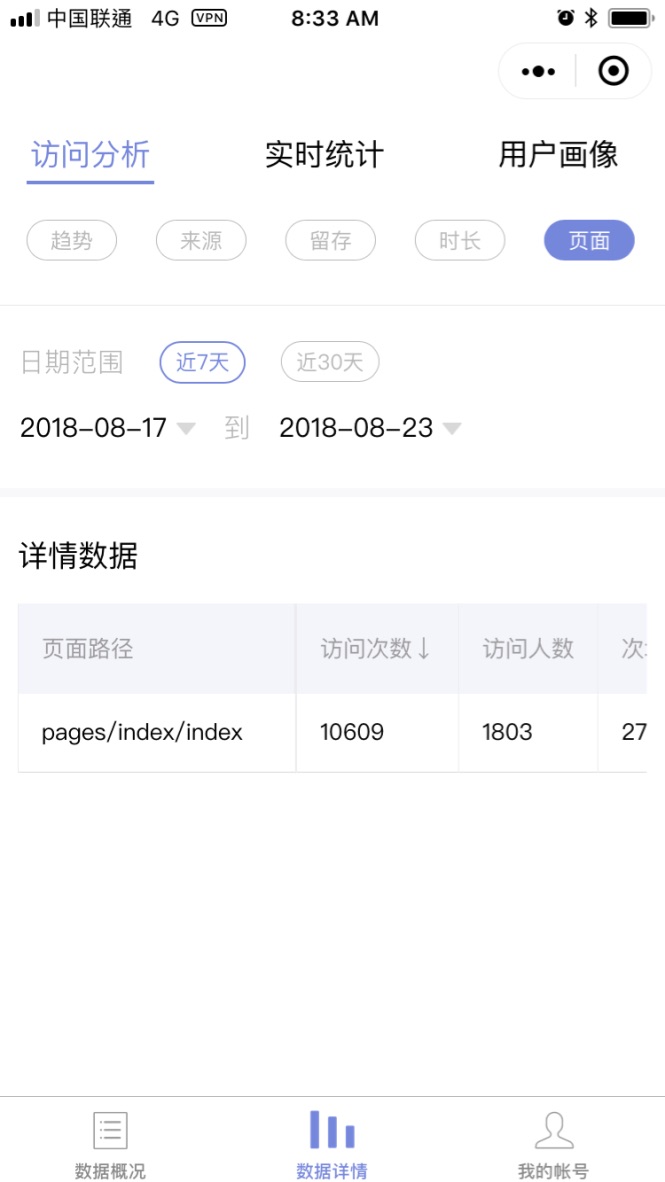 中国联通 4G VPN 8:33 AM
访问分析 实时统计 用户画像
趋势 来源 留存 时长 页面
日期范围 近7天 近30天
2018-08-17 到 2018-08-23
详情数据
页面路径 访问次数↓ 访问人数 次
pages/index/index 10609 1803 27
数据概况 数据详情 我的帐号